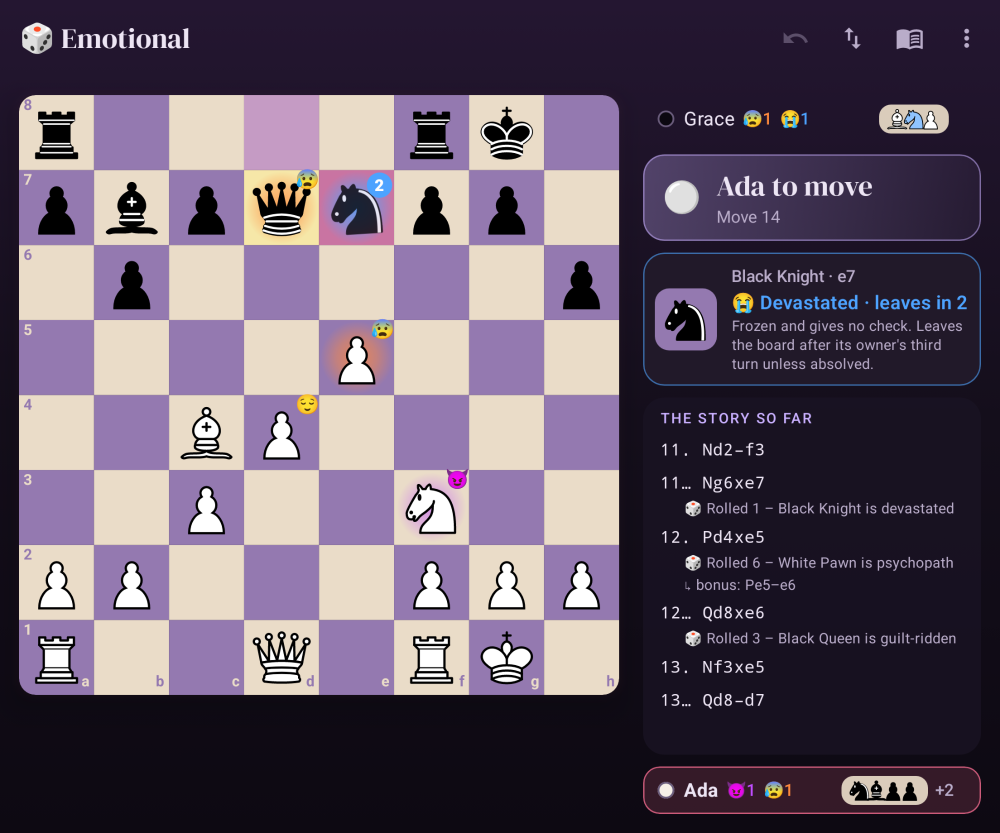 Emotional
Grace 1 1
Ada to move
Move 14
Black Knight · e7
Devastated · leaves in 2
Frozen and gives no check. Leaves
the board after its owner's third
turn unless absolved.
THE STORY SO FAR
11. Nd2–f3
11… Ng6xe7
Rolled 1 – Black Knight is devastated
12. Pd4xe5
Rolled 6 – White Pawn is psychopath
↳ bonus: Pe5–e6
12… Qd8xe6
Rolled 3 – Black Queen is guilt-ridden
13. Nf3xe5
13… Qd8–d7
Ada 1 1 +2
8
7
2
6
5
4
3
2
1
a b c d e f g h